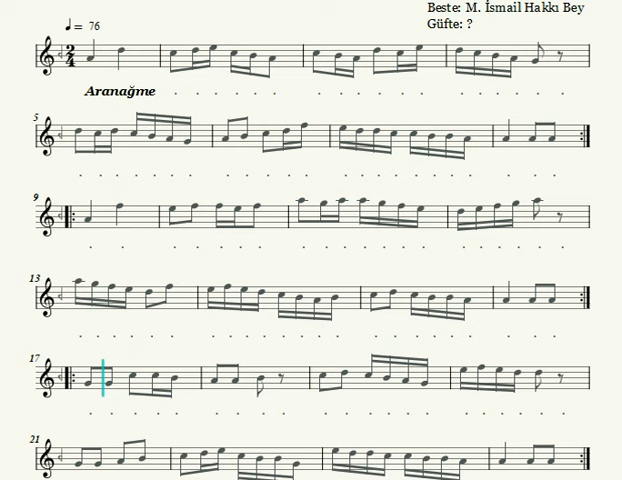 Beste: M. İsmail Hakkı Bey
Güfte: ?
♩ = 76
2
4
Aranağme
5
9
13
17
21